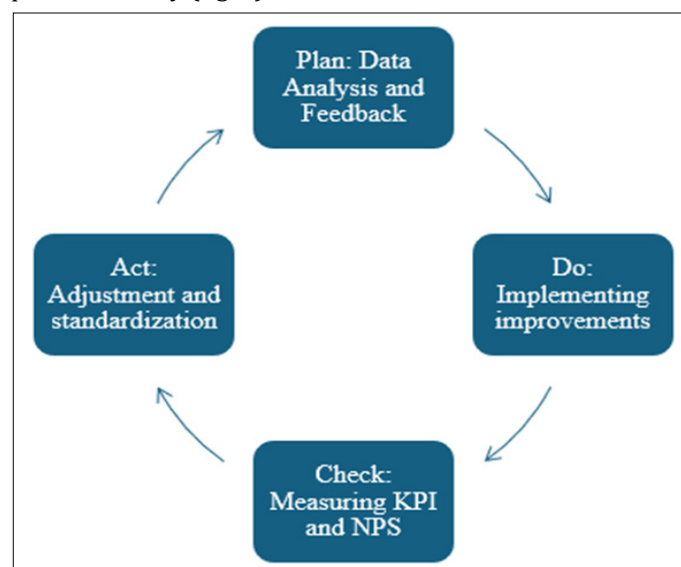 Plan: Data
Analysis and
Feedback
Do:
Implementing
improvements
Check:
Measuring KPI
and NPS
Act:
Adjustment and
standardization